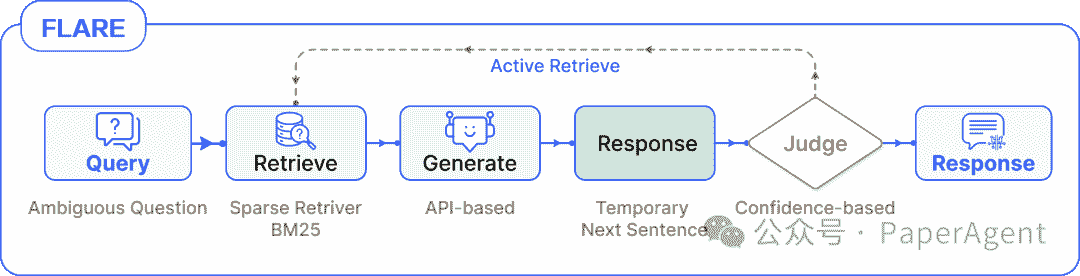 FLARE
Active Retrieve
Query
Retrieve
Generate
Response
Judge
Response
Ambiguous Question
Sparse Retriver
BM25
API-based
Temporary
Next Sentence
Confidence-based
公众号 · PaperAgent